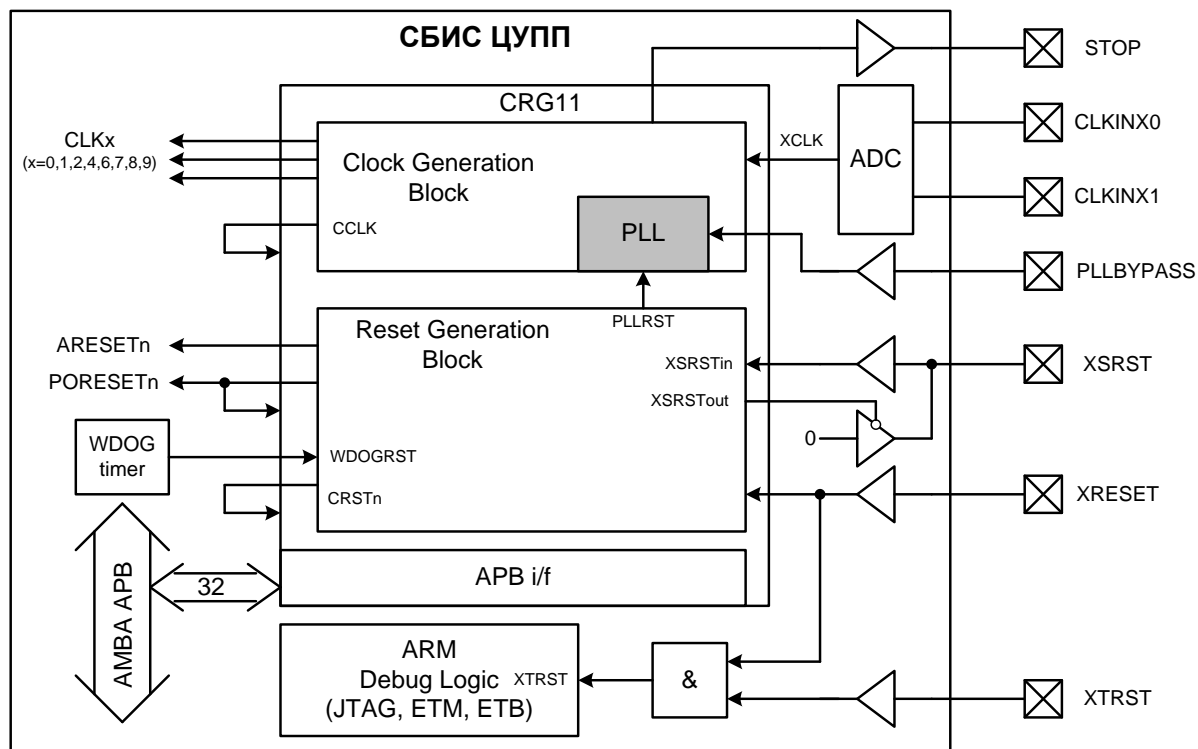 СБИС ЦУПП
STOP
CRG11
CLKx
(x=0,1,2,4,6,7,8,9)
Clock Generation
Block
XCLK
ADC
CLKINX0
CLKINX1
CCLK
PLL
PLLBYPASS
PLLRST
Reset Generation
Block
ARESETn
PORESETn
XSRSTin
XSRST
XSRSTout
0
WDOG
timer
WDOGRST
CRSTn
XRESET
APB i/f
32
AMBA APB
ARM
Debug Logic
(JTAG, ETM, ETB)
XTRST
&
XTRST